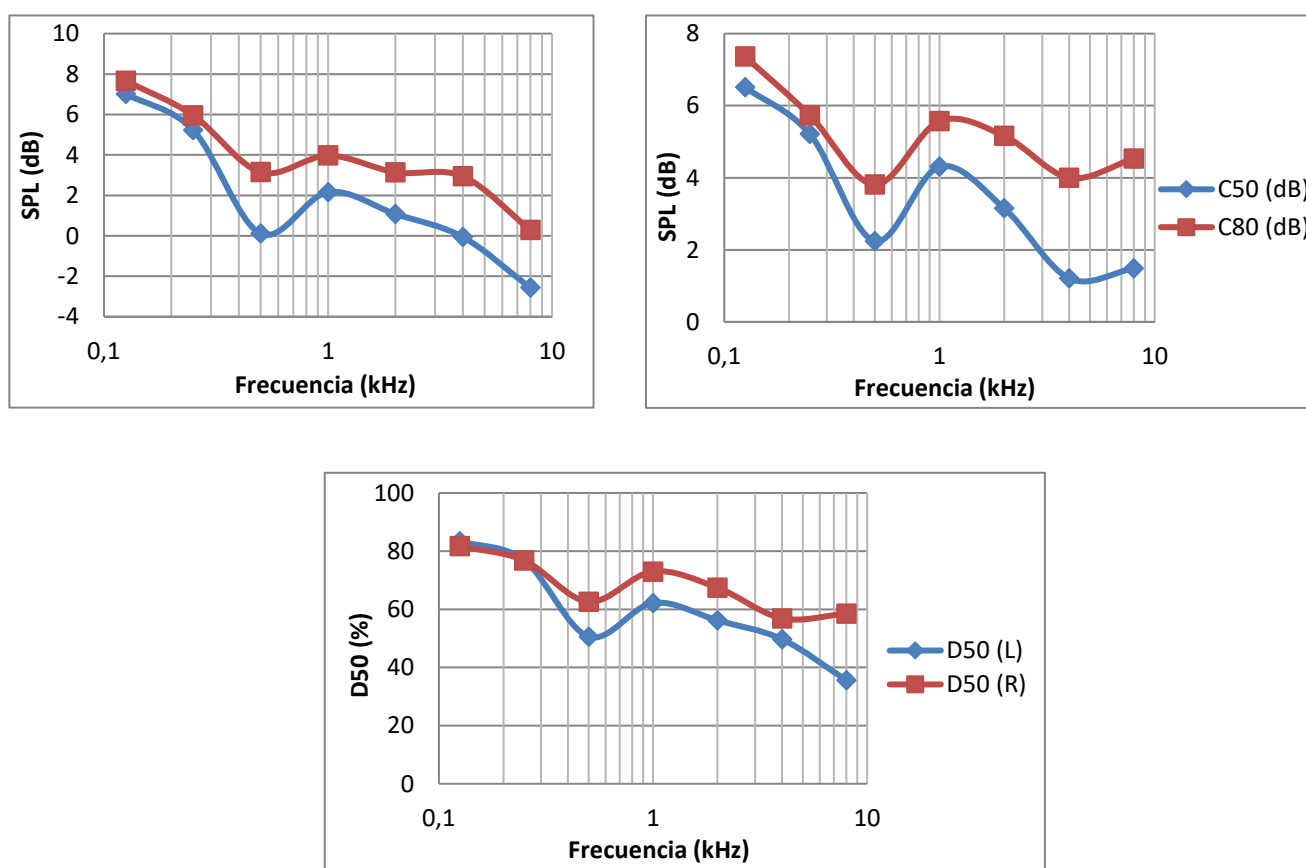 10
8
6
4
2
0
-2
-4
SPL (dB)
0,1
1
10
Frecuencia (kHz)
8
6
4
2
0
SPL (dB)
0,1
1
10
Frecuencia (kHz)
C50 (dB)
C80 (dB)
100
80
60
40
20
0
D50 (%)
0,1
1
10
Frecuencia (kHz)
D50 (L)
D50 (R)